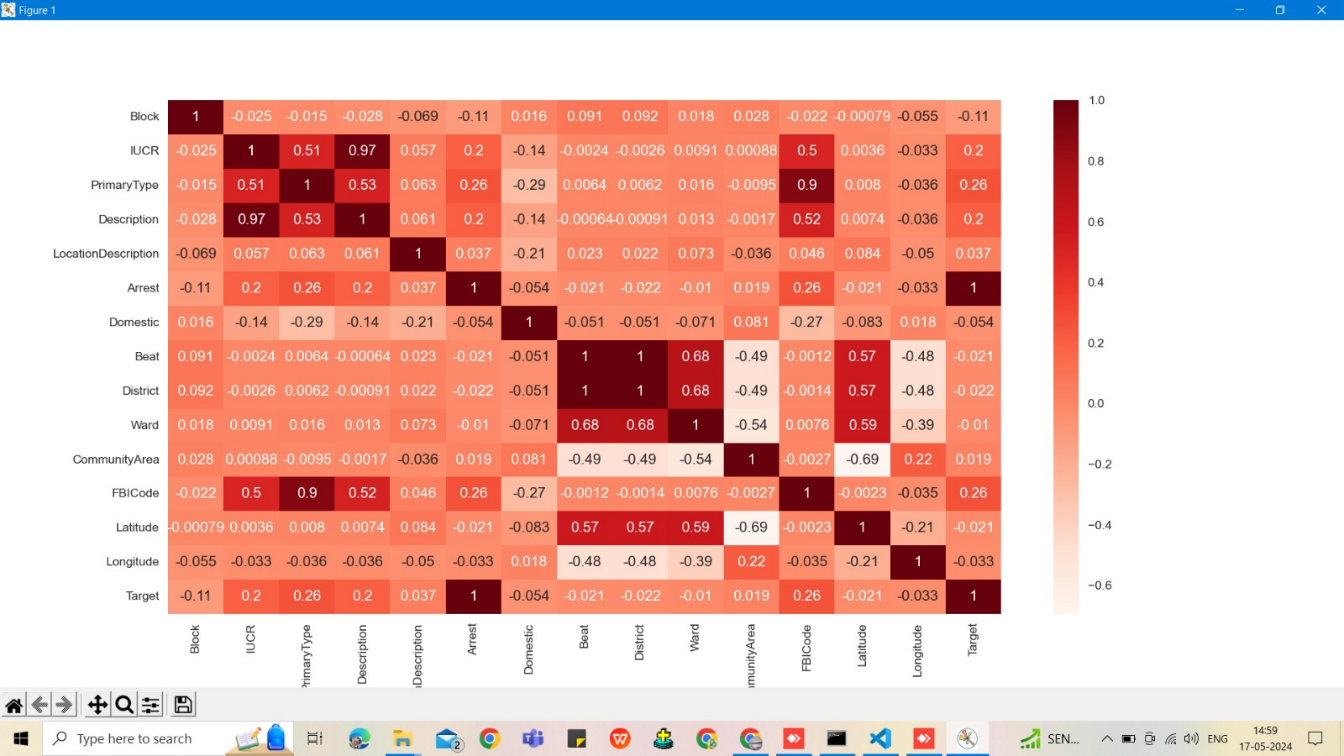 Figure 1
Block 1 -0.025 -0.015 -0.028 -0.069 -0.11 0.016 0.091 0.092 0.018 0.028 -0.022 -0.00079 -0.055 -0.11 1.0
IUCR -0.025 1 0.51 0.97 0.057 0.2 -0.14 -0.0024 -0.0026 0.0091 0.00088 0.5 0.0036 -0.033 0.2 0.8
PrimaryType -0.015 0.51 1 0.53 0.063 0.26 -0.29 0.0064 0.0062 0.016 -0.0095 0.9 0.008 -0.036 0.26
Description -0.028 0.97 0.53 1 0.061 0.2 -0.14 -0.00064 -0.00091 0.013 -0.0017 0.52 0.0074 -0.036 0.2 0.6
LocationDescription -0.069 0.057 0.063 0.061 1 0.037 -0.21 0.023 0.022 0.073 -0.036 0.046 0.084 -0.05 0.037
Arrest -0.11 0.2 0.26 0.2 0.037 1 -0.054 -0.021 -0.022 -0.01 0.019 0.26 -0.021 -0.033 1 0.4
Domestic 0.016 -0.14 -0.29 -0.14 -0.21 -0.054 1 -0.051 -0.051 -0.071 0.081 -0.27 -0.083 0.018 -0.054
Beat 0.091 -0.0024 0.0064 -0.00064 0.023 -0.021 -0.051 1 1 0.68 -0.49 -0.0012 0.57 -0.48 -0.021 0.2
District 0.092 -0.0026 0.0062 -0.00091 0.022 -0.022 -0.051 1 1 0.68 -0.49 -0.0014 0.57 -0.48 -0.022 0.0
Ward 0.018 0.0091 0.016 0.013 0.073 -0.01 -0.071 0.68 0.68 1 -0.54 0.0076 0.59 -0.39 -0.01
CommunityArea 0.028 0.00088 -0.0095 -0.0017 -0.036 0.019 0.081 -0.49 -0.49 -0.54 1 -0.0027 -0.69 0.22 0.019 −0.2
FBICode -0.022 0.5 0.9 0.52 0.046 0.26 -0.27 -0.0012 -0.0014 0.0076 -0.0027 1 -0.0023 -0.035 0.26
Latitude -0.00079 0.0036 0.008 0.0074 0.084 -0.021 -0.083 0.57 0.57 0.59 -0.69 -0.0023 1 -0.21 -0.021 −0.4
Longitude -0.055 -0.033 -0.036 -0.036 -0.05 -0.033 0.018 -0.48 -0.48 -0.39 0.22 -0.035 -0.21 1 -0.033 −0.6
Target -0.11 0.2 0.26 0.2 0.037 1 -0.054 -0.021 -0.022 -0.01 0.019 0.26 -0.021 -0.033 1
Block IUCR PrimaryType Description nDescription Arrest Domestic Beat District Ward munityArea FBICode Latitude Longitude Target
Type here to search 2 SEN... ENG 14:59
17-05-2024